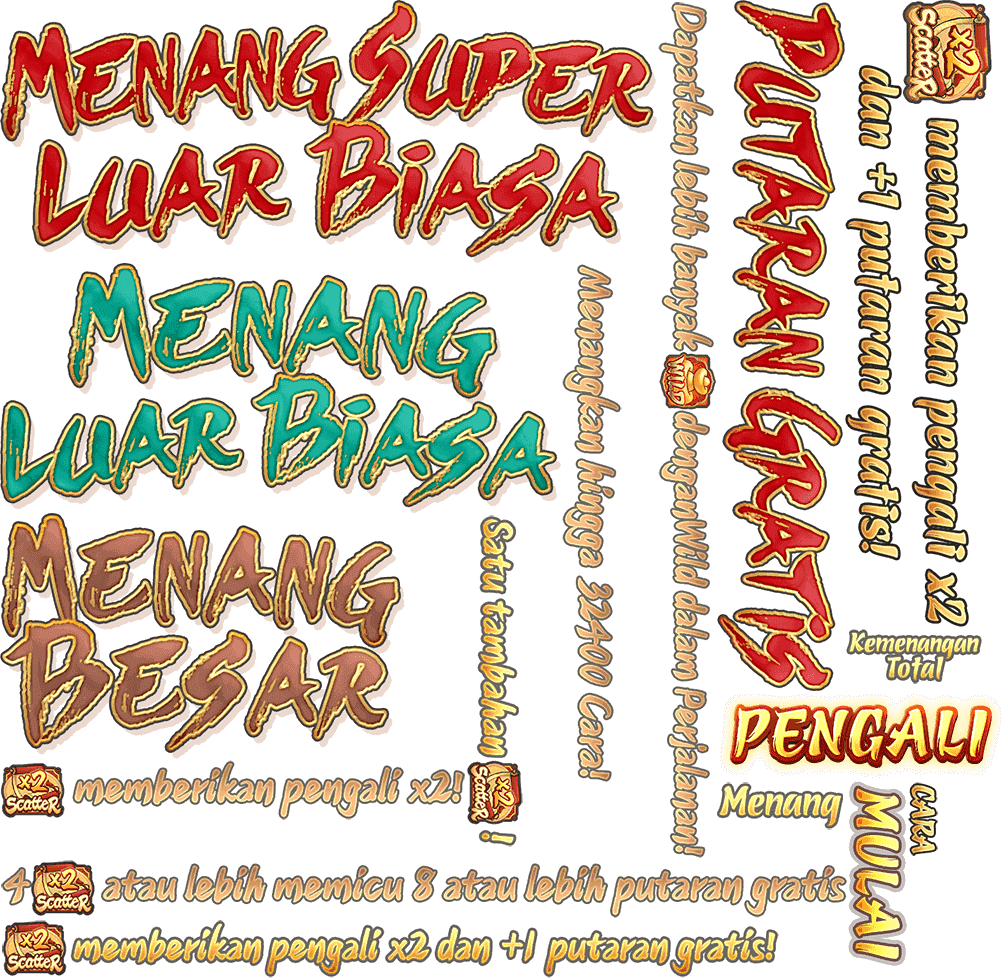 MENANG SUPER
LUAR BIASA
MENANG
LUAR BIASA
MENANG
BESAR
x2 Scatter memberikan pengali x2!
4 x2 Scatter atau lebih memicu 8 atau lebih putaran gratis
x2 Scatter memberikan pengali x2 dan +1 putaran gratis!
Satu tambahan x2 Scatter !
Menangkan hingga 32400 Cara!
Dapatkan lebih banyak WILD denganWild dalam Perjalanan!
PUTARAN GRATIS
x2 Scatter memberikan pengali x2
dan +1 putaran gratis!
Kemenangan
Total
PENGALI
Menang
CARA
MULAI